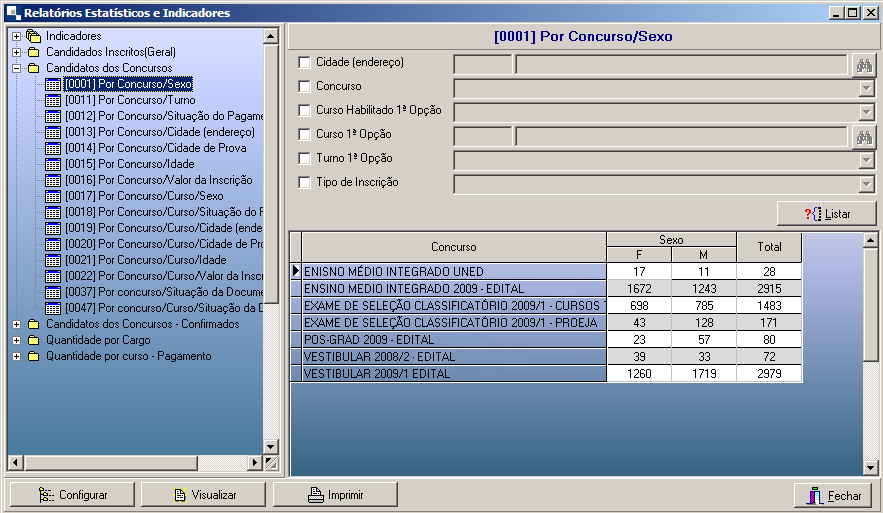 Relatórios Estatísticos e Indicadores
Indicadores
Candidados Inscritos(Geral)
Candidatos dos Concursos
[0001] Por Concurso/Sexo
[0011] Por Concurso/Turno
[0012] Por Concurso/Situação do Pagame
[0013] Por Concurso/Cidade (endereço)
[0014] Por Concurso/Cidade de Prova
[0015] Por Concurso/Idade
[0016] Por Concurso/Valor da Inscrição
[0017] Por Concurso/Curso/Sexo
[0018] Por Concurso/Curso/Situação do F
[0019] Por Concurso/Curso/Cidade (ende
[0020] Por Concurso/Curso/Cidade de Pro
[0021] Por Concurso/Curso/Idade
[0022] Por Concurso/Curso/Valor da Inscr
[0037] Por concurso/Situação da Docume
[0047] Por concurso/Curso/Situação da D
Candidatos dos Concursos - Confirmados
Quantidade por Cargo
Quantidade por curso - Pagamento
[0001] Por Concurso/Sexo
Cidade (endereço)
Concurso
Curso Habilitado 1ª Opção
Curso 1ª Opção
Turno 1ª Opção
Tipo de Inscrição
Listar
Concurso Sexo Total
F M
ENISNO MÉDIO INTEGRADO UNED 17 11 28
ENSINO MÉDIO INTEGRADO 2009 - EDITAL 1672 1243 2915
EXAME DE SELEÇÃO CLASSIFICATÓRIO 2009/1 - CURSOS 698 785 1483
EXAME DE SELEÇÃO CLASSIFICATÓRIO 2009/1 - PROEJA 43 128 171
POS-GRAD 2009 - EDITAL 23 57 80
VESTIBULAR 2008/2 - EDITAL 39 33 72
VESTIBULAR 2009/1 EDITAL 1260 1719 2979
Configurar Visualizar Imprimir Fechar